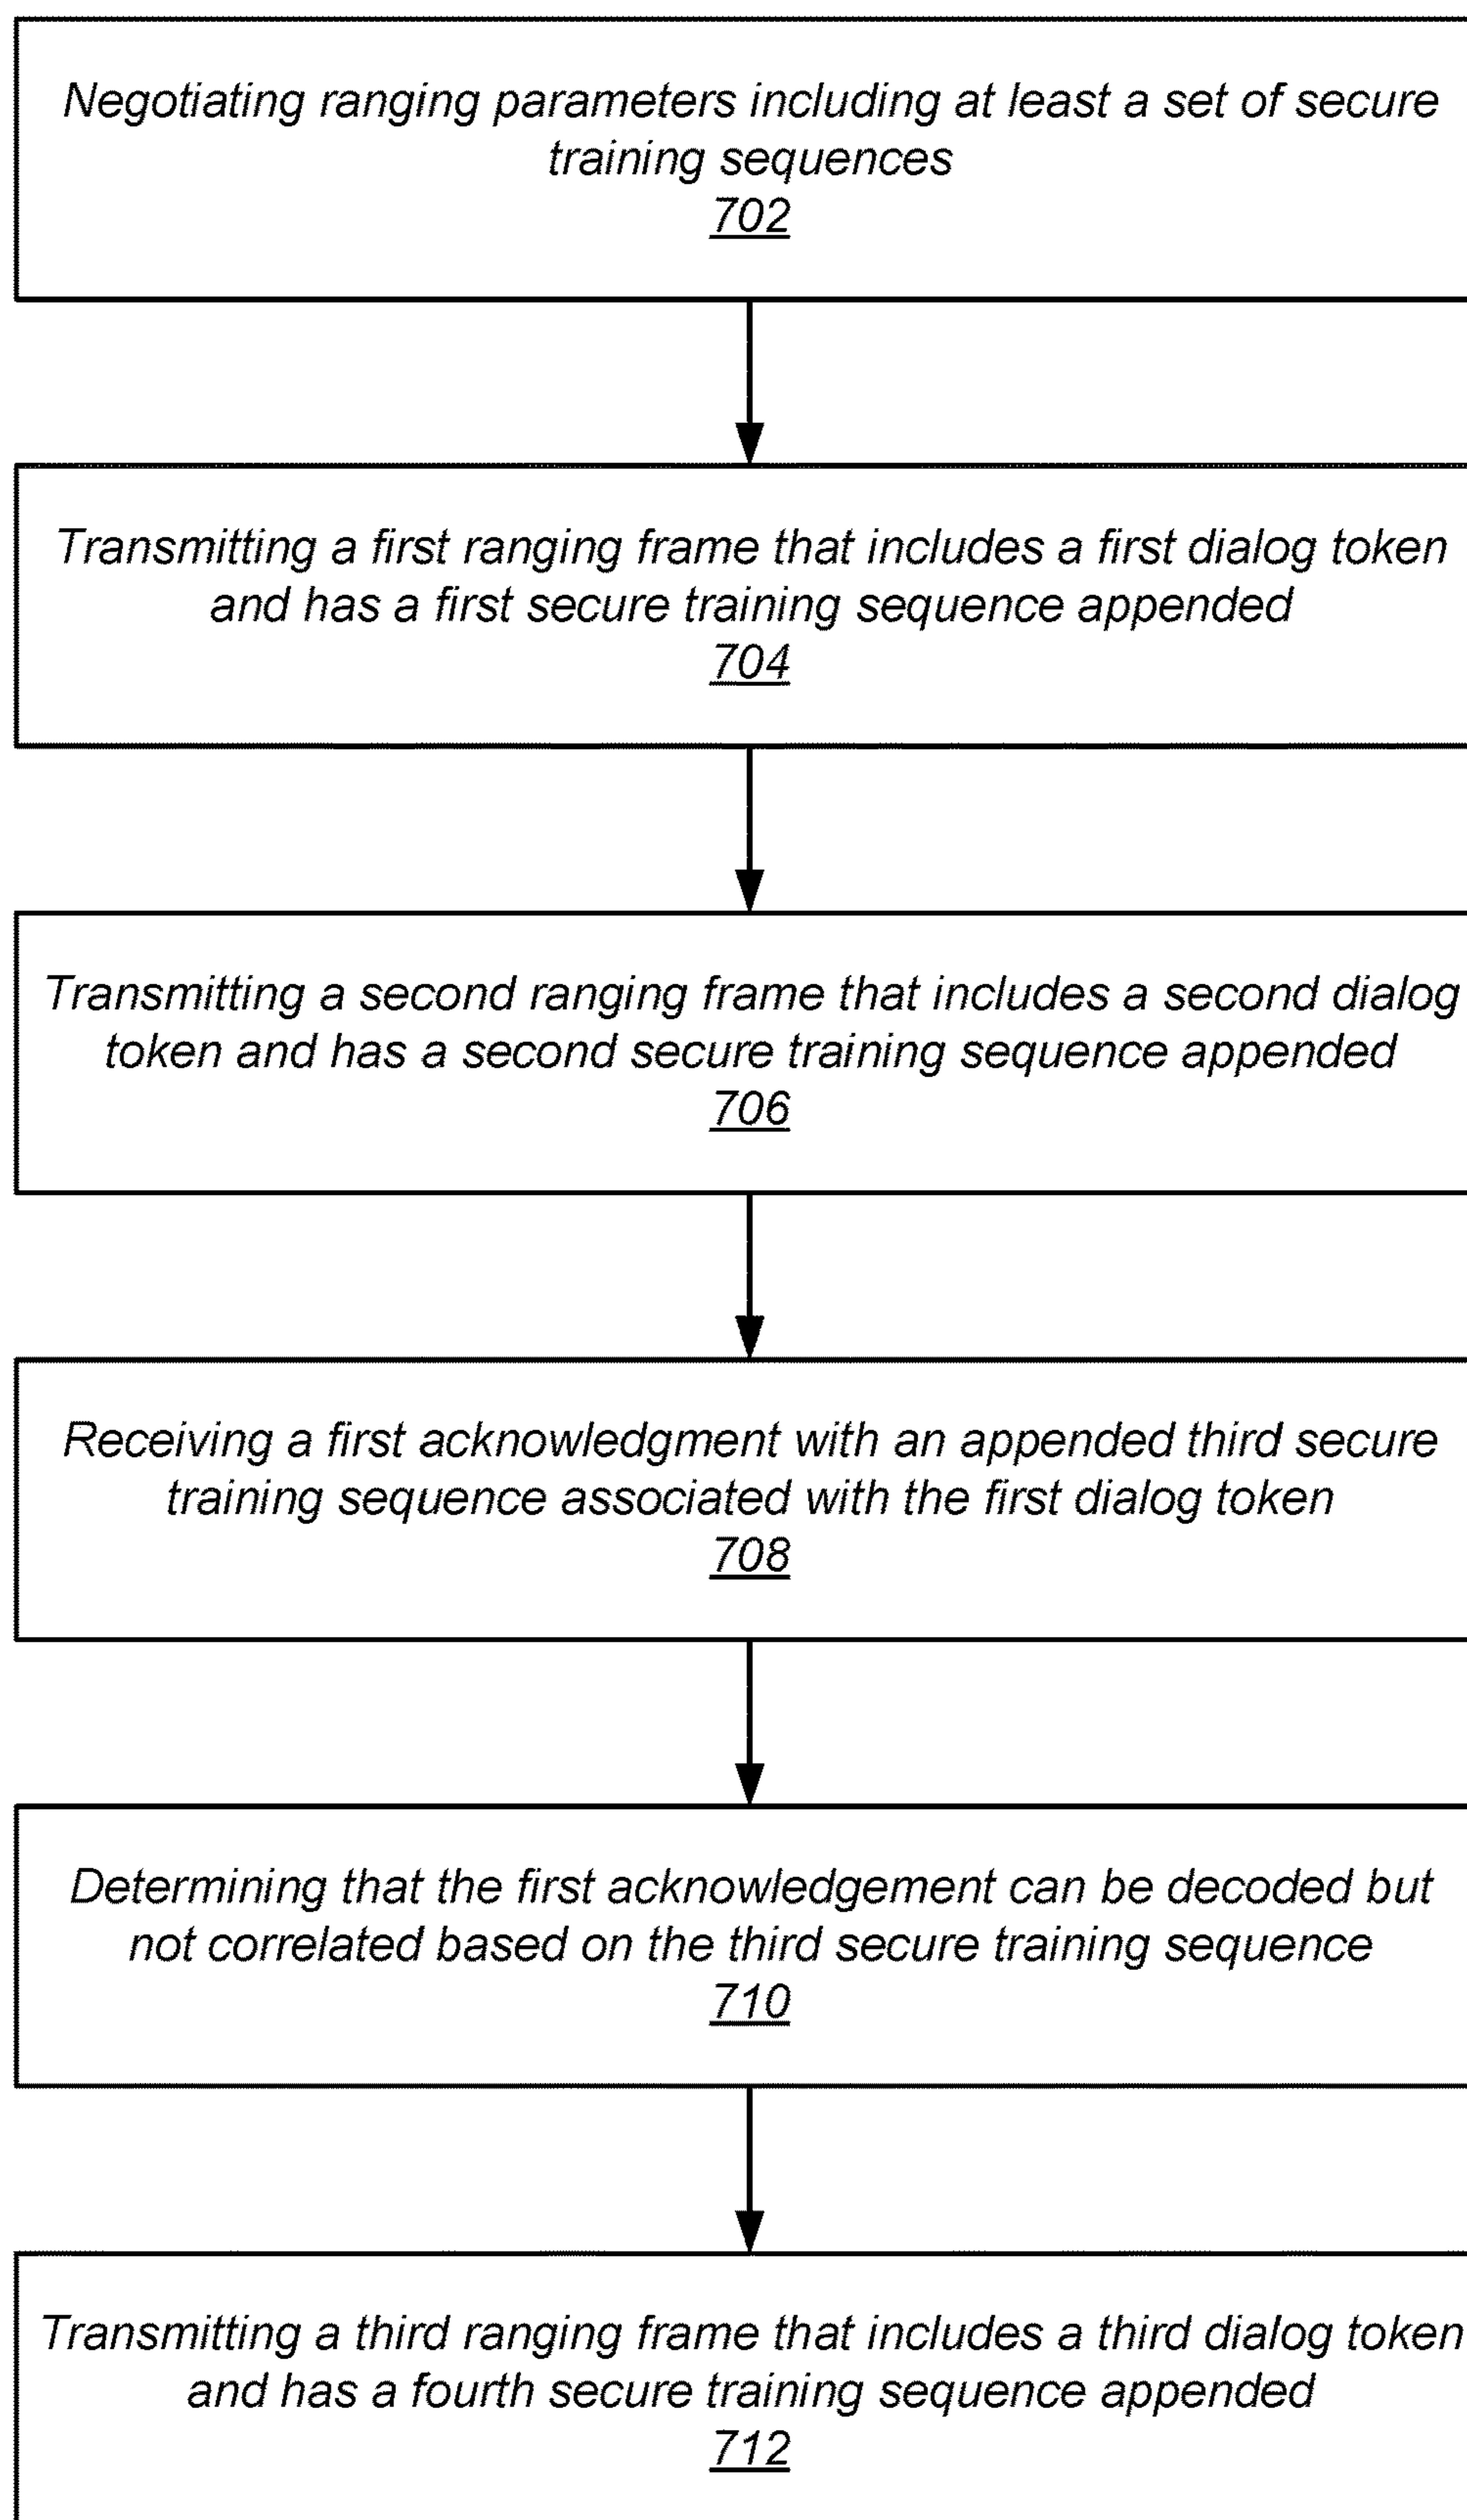 Negotiating ranging parameters including at least a set of secure
training sequences
702
Transmitting a first ranging frame that includes a first dialog token
and has a first secure training sequence appended
704
Transmitting a second ranging frame that includes a second dialog
token and has a second secure training sequence appended
706
Receiving a first acknowledgment with an appended third secure
training sequence associated with the first dialog token
708
Determining that the first acknowledgement can be decoded but
not correlated based on the third secure training sequence
710
Transmitting a third ranging frame that includes a third dialog token
and has a fourth secure training sequence appended
712